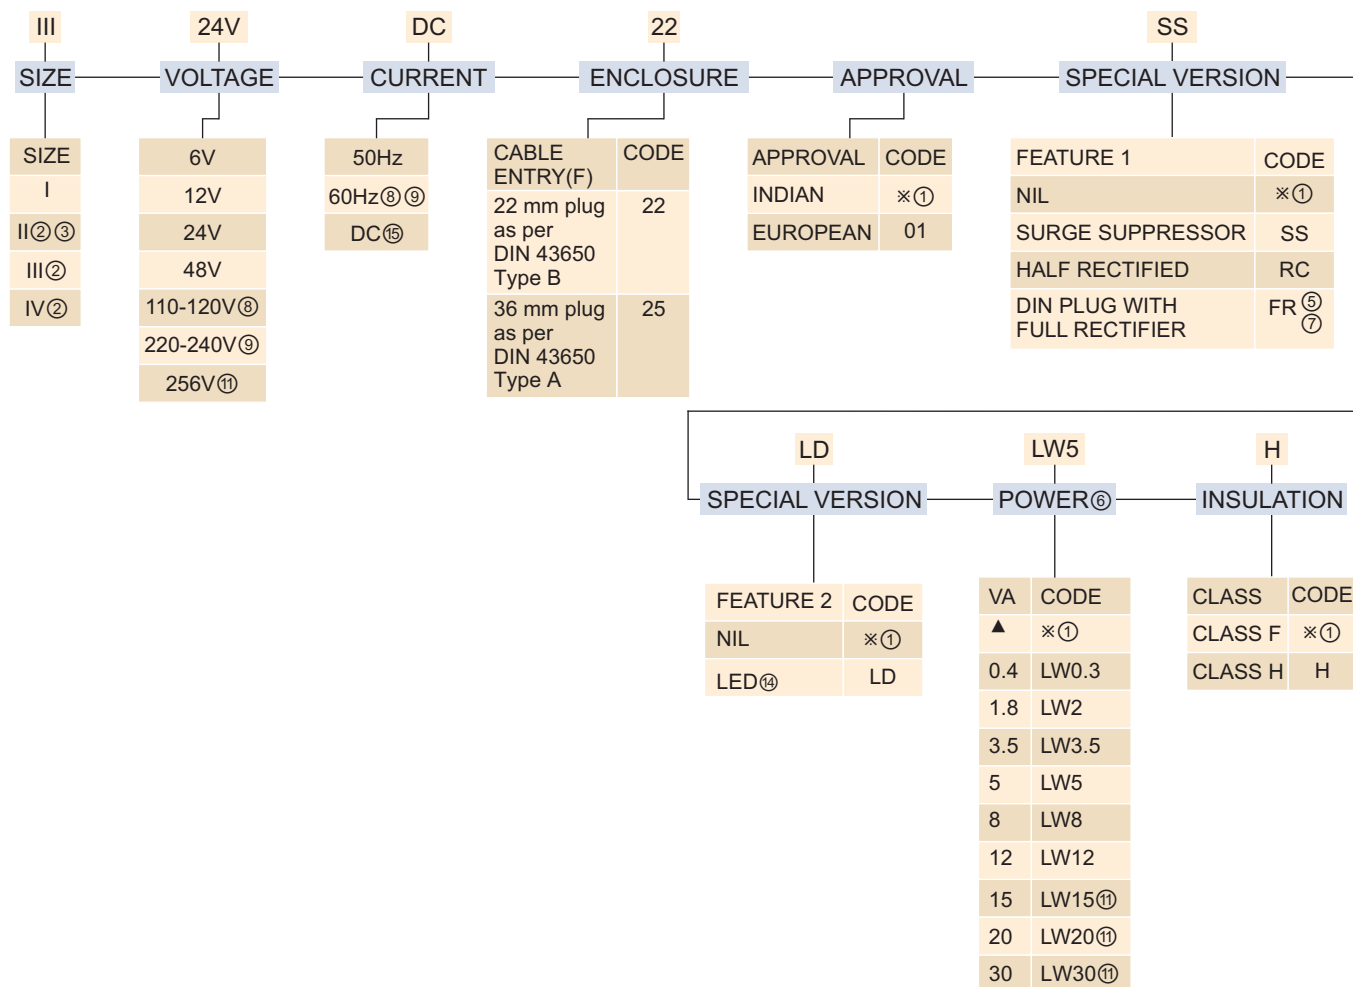 III 24V DC 22 SS
SIZE VOLTAGE CURRENT ENCLOSURE APPROVAL SPECIAL VERSION
SIZE
I
II②③
III②
IV②
6V
12V
24V
48V
110-120V⑧
220-240V⑨
256V⑪
50Hz
60Hz⑧⑨
DC⑮
CABLE ENTRY(F) CODE
22 mm plug 22
as per
DIN 43650
Type B
36 mm plug 25
as per
DIN 43650
Type A
APPROVAL CODE
INDIAN ※①
EUROPEAN 01
FEATURE 1 CODE
NIL ※①
SURGE SUPPRESSOR SS
HALF RECTIFIED RC
DIN PLUG WITH FR⑤
FULL RECTIFIER ⑦
LD LW5 H
SPECIAL VERSION POWER⑥ INSULATION
FEATURE 2 CODE
NIL ※①
LED⑭ LD
VA CODE
▲ ※①
0.4 LW0.3
1.8 LW2
3.5 LW3.5
5 LW5
8 LW8
12 LW12
15 LW15⑪
20 LW20⑪
30 LW30⑪
CLASS CODE
CLASS F ※①
CLASS H H